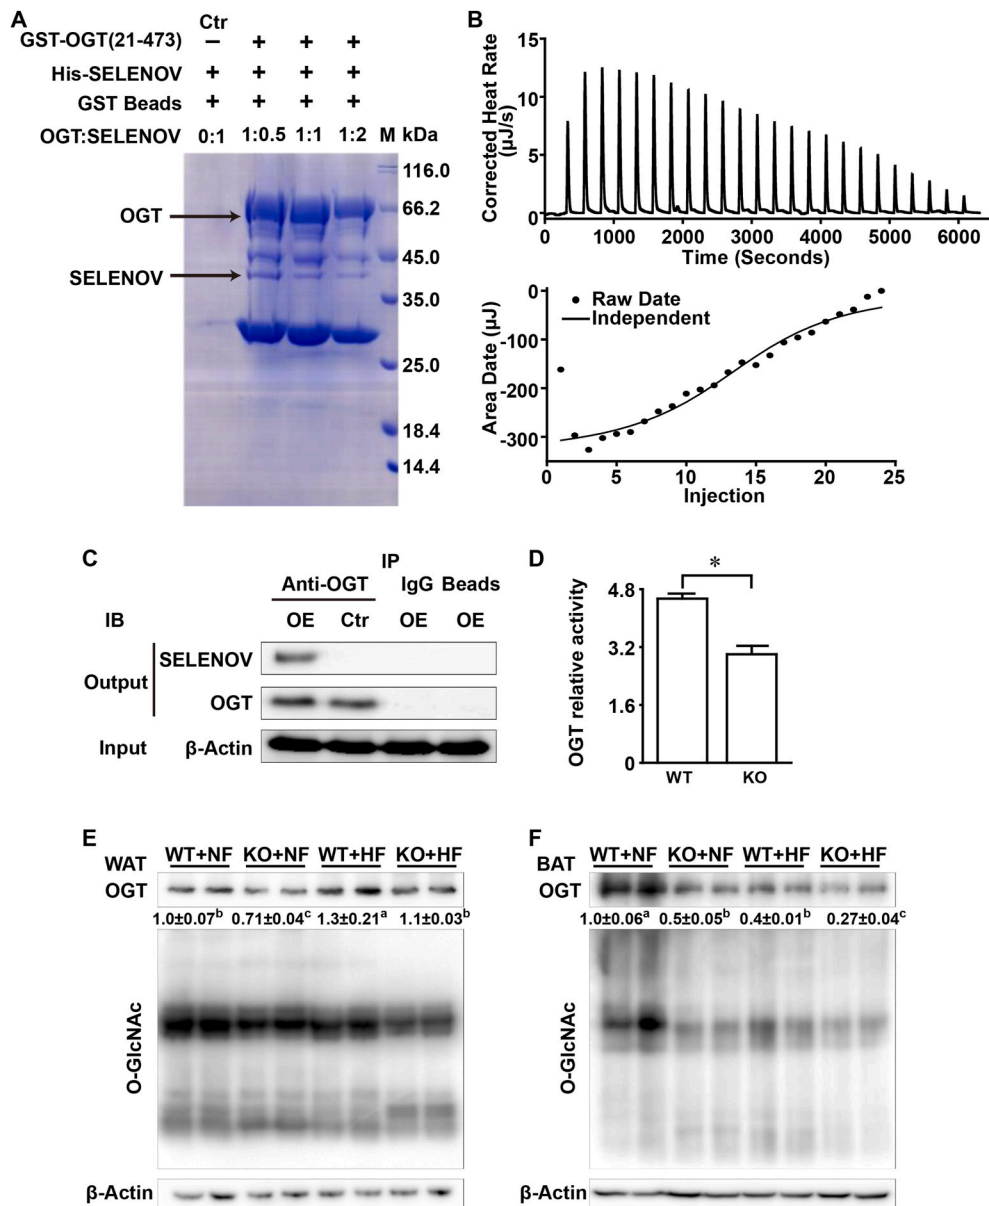 A
Ctr
GST-OGT(21-473) – + + +
His-SELENOV + + + +
GST Beads + + + +
OGT:SELENOV 0:1 1:0.5 1:1 1:2 M kDa
116.0
OGT 66.2
45.0
SELENOV
35.0
25.0
18.4
14.4
B
Corrected Heat Rate (µJ/s)
15
10
5
0
0 1000 2000 3000 4000 5000 6000
Time (Seconds)
Area Date (µJ)
0
-100
-200
-300
Raw Date
Independent
0 5 10 15 20 25
Injection
C
IP
Anti-OGT IgG Beads
IB OE Ctr OE OE
Output SELENOV
OGT
Input β-Actin
D
*
OGT relative activity
4.8
3.2
1.6
0
WT KO
E
WAT WT+NF KO+NF WT+HF KO+HF
OGT
1.0±0.07ᵇ 0.71±0.04ᶜ 1.3±0.21ᵃ 1.1±0.03ᵇ
O-GlcNAc
β-Actin
F
BAT WT+NF KO+NF WT+HF KO+HF
OGT
1.0±0.06ᵃ 0.5±0.05ᵇ 0.4±0.01ᵇ 0.27±0.04ᶜ
O-GlcNAc
β-Actin